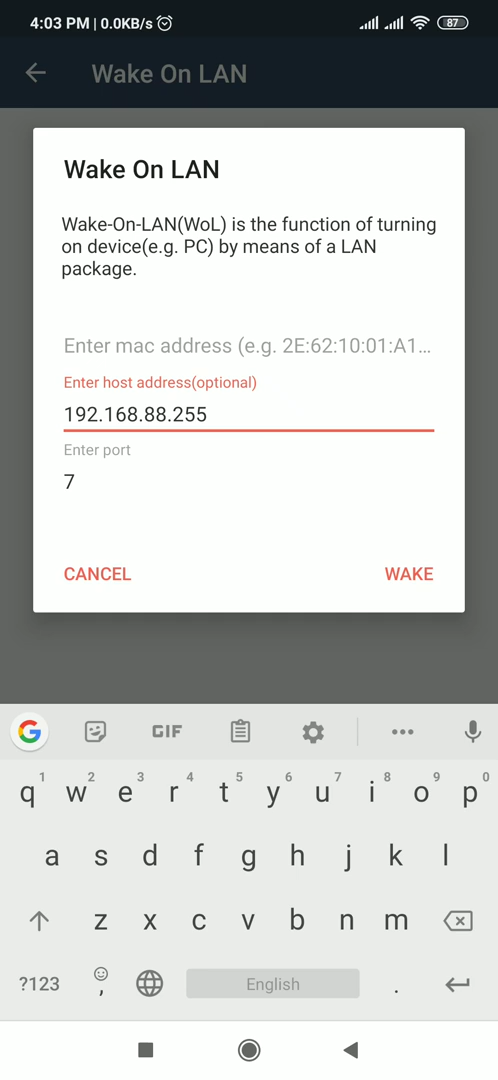 4:03 PM | 0.0KB/s
87
Wake On LAN
Wake On LAN
Wake-On-LAN(WoL) is the function of turning
on device(e.g. PC) by means of a LAN
package.
Enter mac address (e.g. 2E:62:10:01:A1...
Enter host address(optional)
192.168.88.255
Enter port
7
CANCEL WAKE
G GIF
1 2 3 4 5 6 7 8 9 0
q w e r t y u i o p
a s d f g h j k l
z x c v b n m
?123 , English .